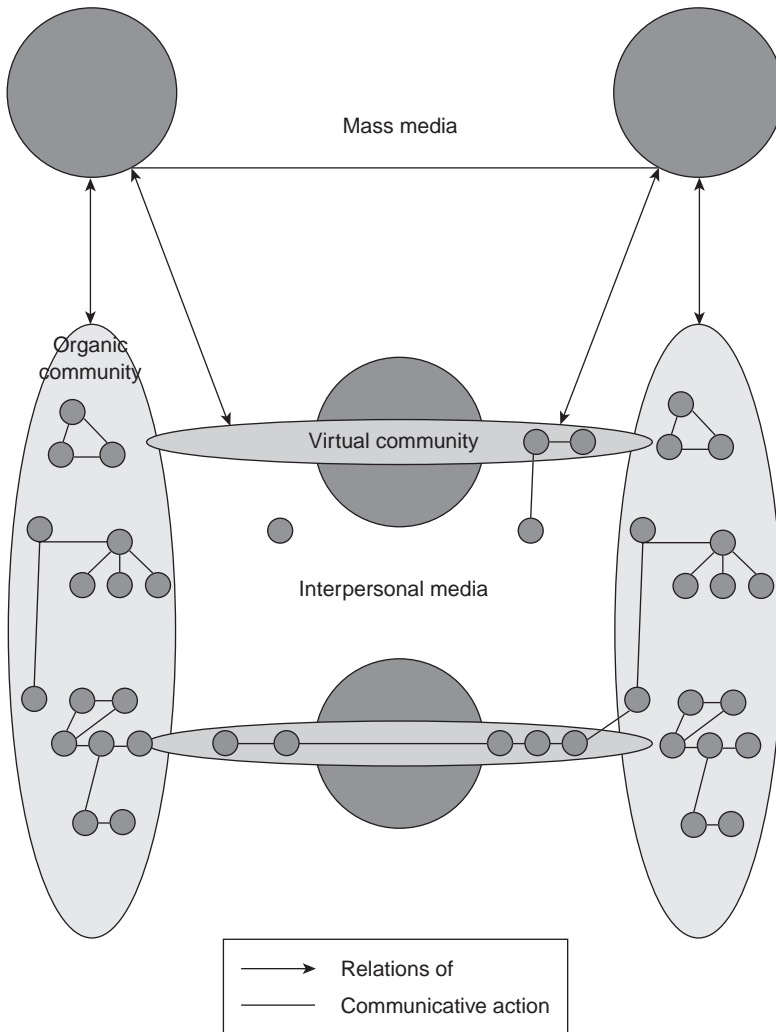 Mass media
Organic
community
Virtual community
Interpersonal media
Relations of
Communicative action